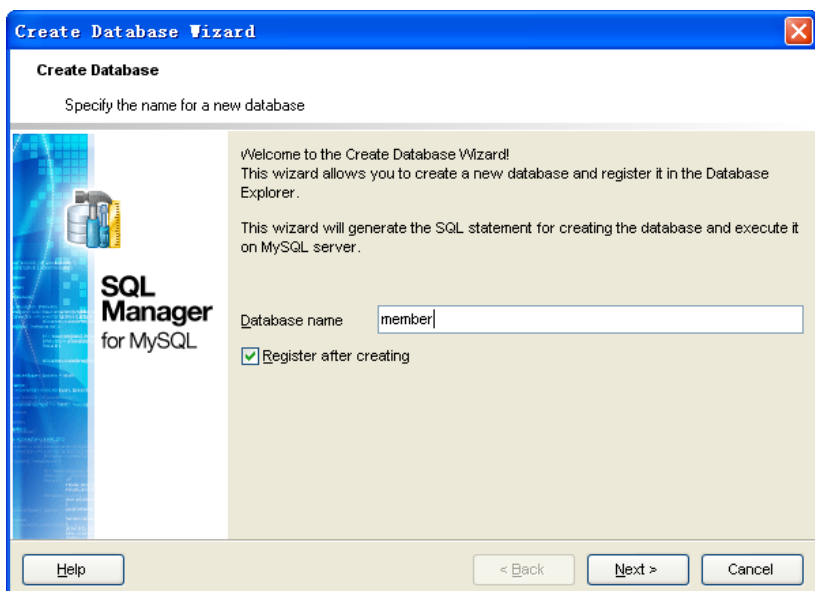 Create Database Wizard
Create Database
Specify the name for a new database
Welcome to the Create Database Wizard!
This wizard allows you to create a new database and register it in the Database
Explorer.
This wizard will generate the SQL statement for creating the database and execute it
on MySQL server.
SQL
Manager
for MySQL
Database name member
Register after creating
Help < Back Next > Cancel